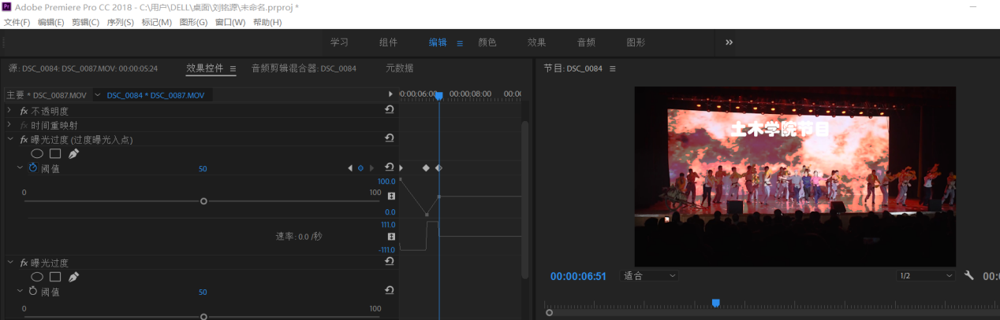 Adobe Premiere Pro CC 2018 - C:\用户\DELL\桌面\刘铭源\未命名.prproj *
文件(F) 编辑(E) 剪辑(C) 序列(S) 标记(M) 图形(G) 窗口(W) 帮助(H)
学习 组件 编辑 颜色 效果 音频 图形
源: DSC_0084: DSC_0087.MOV: 00:00:05:24 效果控件 音频剪辑混合器: DSC_0084 元数据
节目: DSC_0084
主要 * DSC_0087.MOV DSC_0084 * DSC_0087.MOV
00:00:06:00 00:00:08:00
fx 不透明度
fx 时间重映射
fx 曝光过度 (过度曝光入点)
阈值 50
100.0
0 100
0.0
111.0
速率: 0.0 /秒
-111.0
fx 曝光过度
阈值 50
0 100
土木学院节目
00:00:06:51 适合 1/2